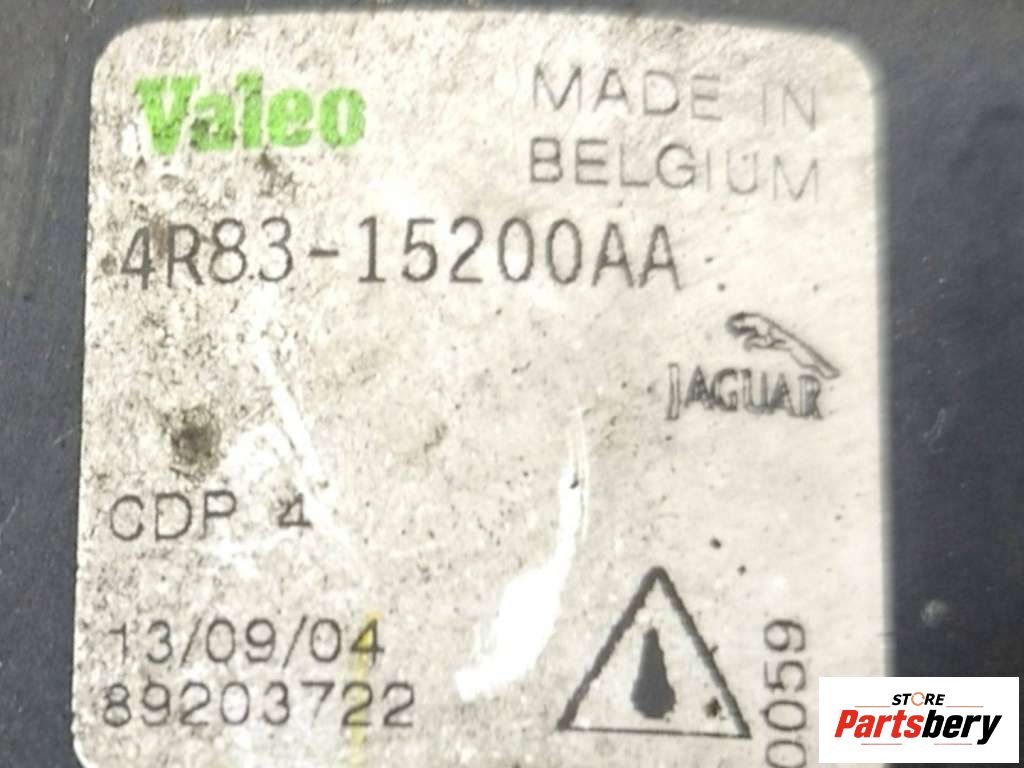 Valeo
MADE IN
BELGIUM
4R83-15200AA
JAGUAR
CDP 4
13/09/04
89203722
0059
STORE
Partsbery